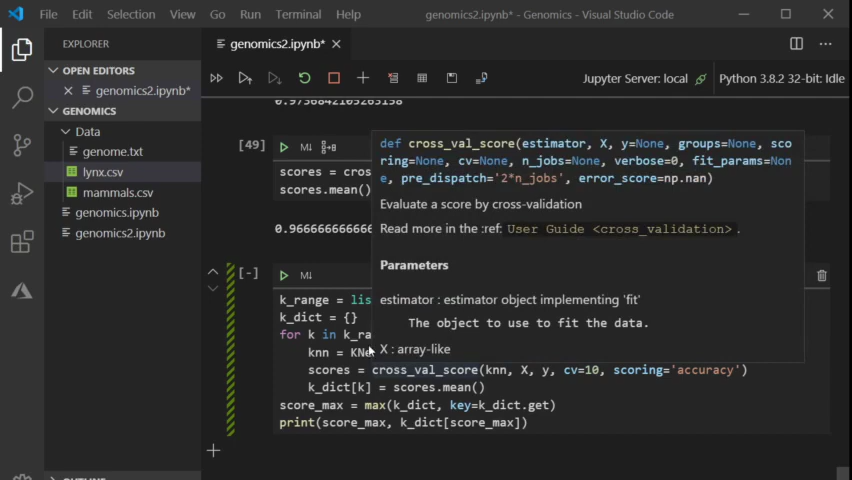 File Edit Selection View Go Run Terminal Help genomics2.ipynb* - Genomics - Visual Studio Code
EXPLORER
genomics2.ipynb*
OPEN EDITORS
genomics2.ipynb*
GENOMICS
Data
genome.txt
lynx.csv
mammals.csv
genomics.ipynb
genomics2.ipynb
OUTLINE
Jupyter Server: local Python 3.8.2 32-bit: Idle
0.9736842105263158
[49]
M↓
scores = cros
scores.mean()
0.96666666666
def cross_val_score(estimator, X, y=None, groups=None, sco
ring=None, cv=None, n_jobs=None, verbose=0, fit_params=Non
e, pre_dispatch='2*n_jobs', error_score=np.nan)
Evaluate a score by cross-validation
Read more in the :ref: User Guide <cross_validation> .
Parameters
estimator : estimator object implementing 'fit'
The object to use to fit the data.
X : array-like
[-]
M↓
k_range = lis
k_dict = {}
for k in k_ra
knn = KNe
scores = cross_val_score(knn, X, y, cv=10, scoring='accuracy')
k_dict[k] = scores.mean()
score_max = max(k_dict, key=k_dict.get)
print(score_max, k_dict[score_max])